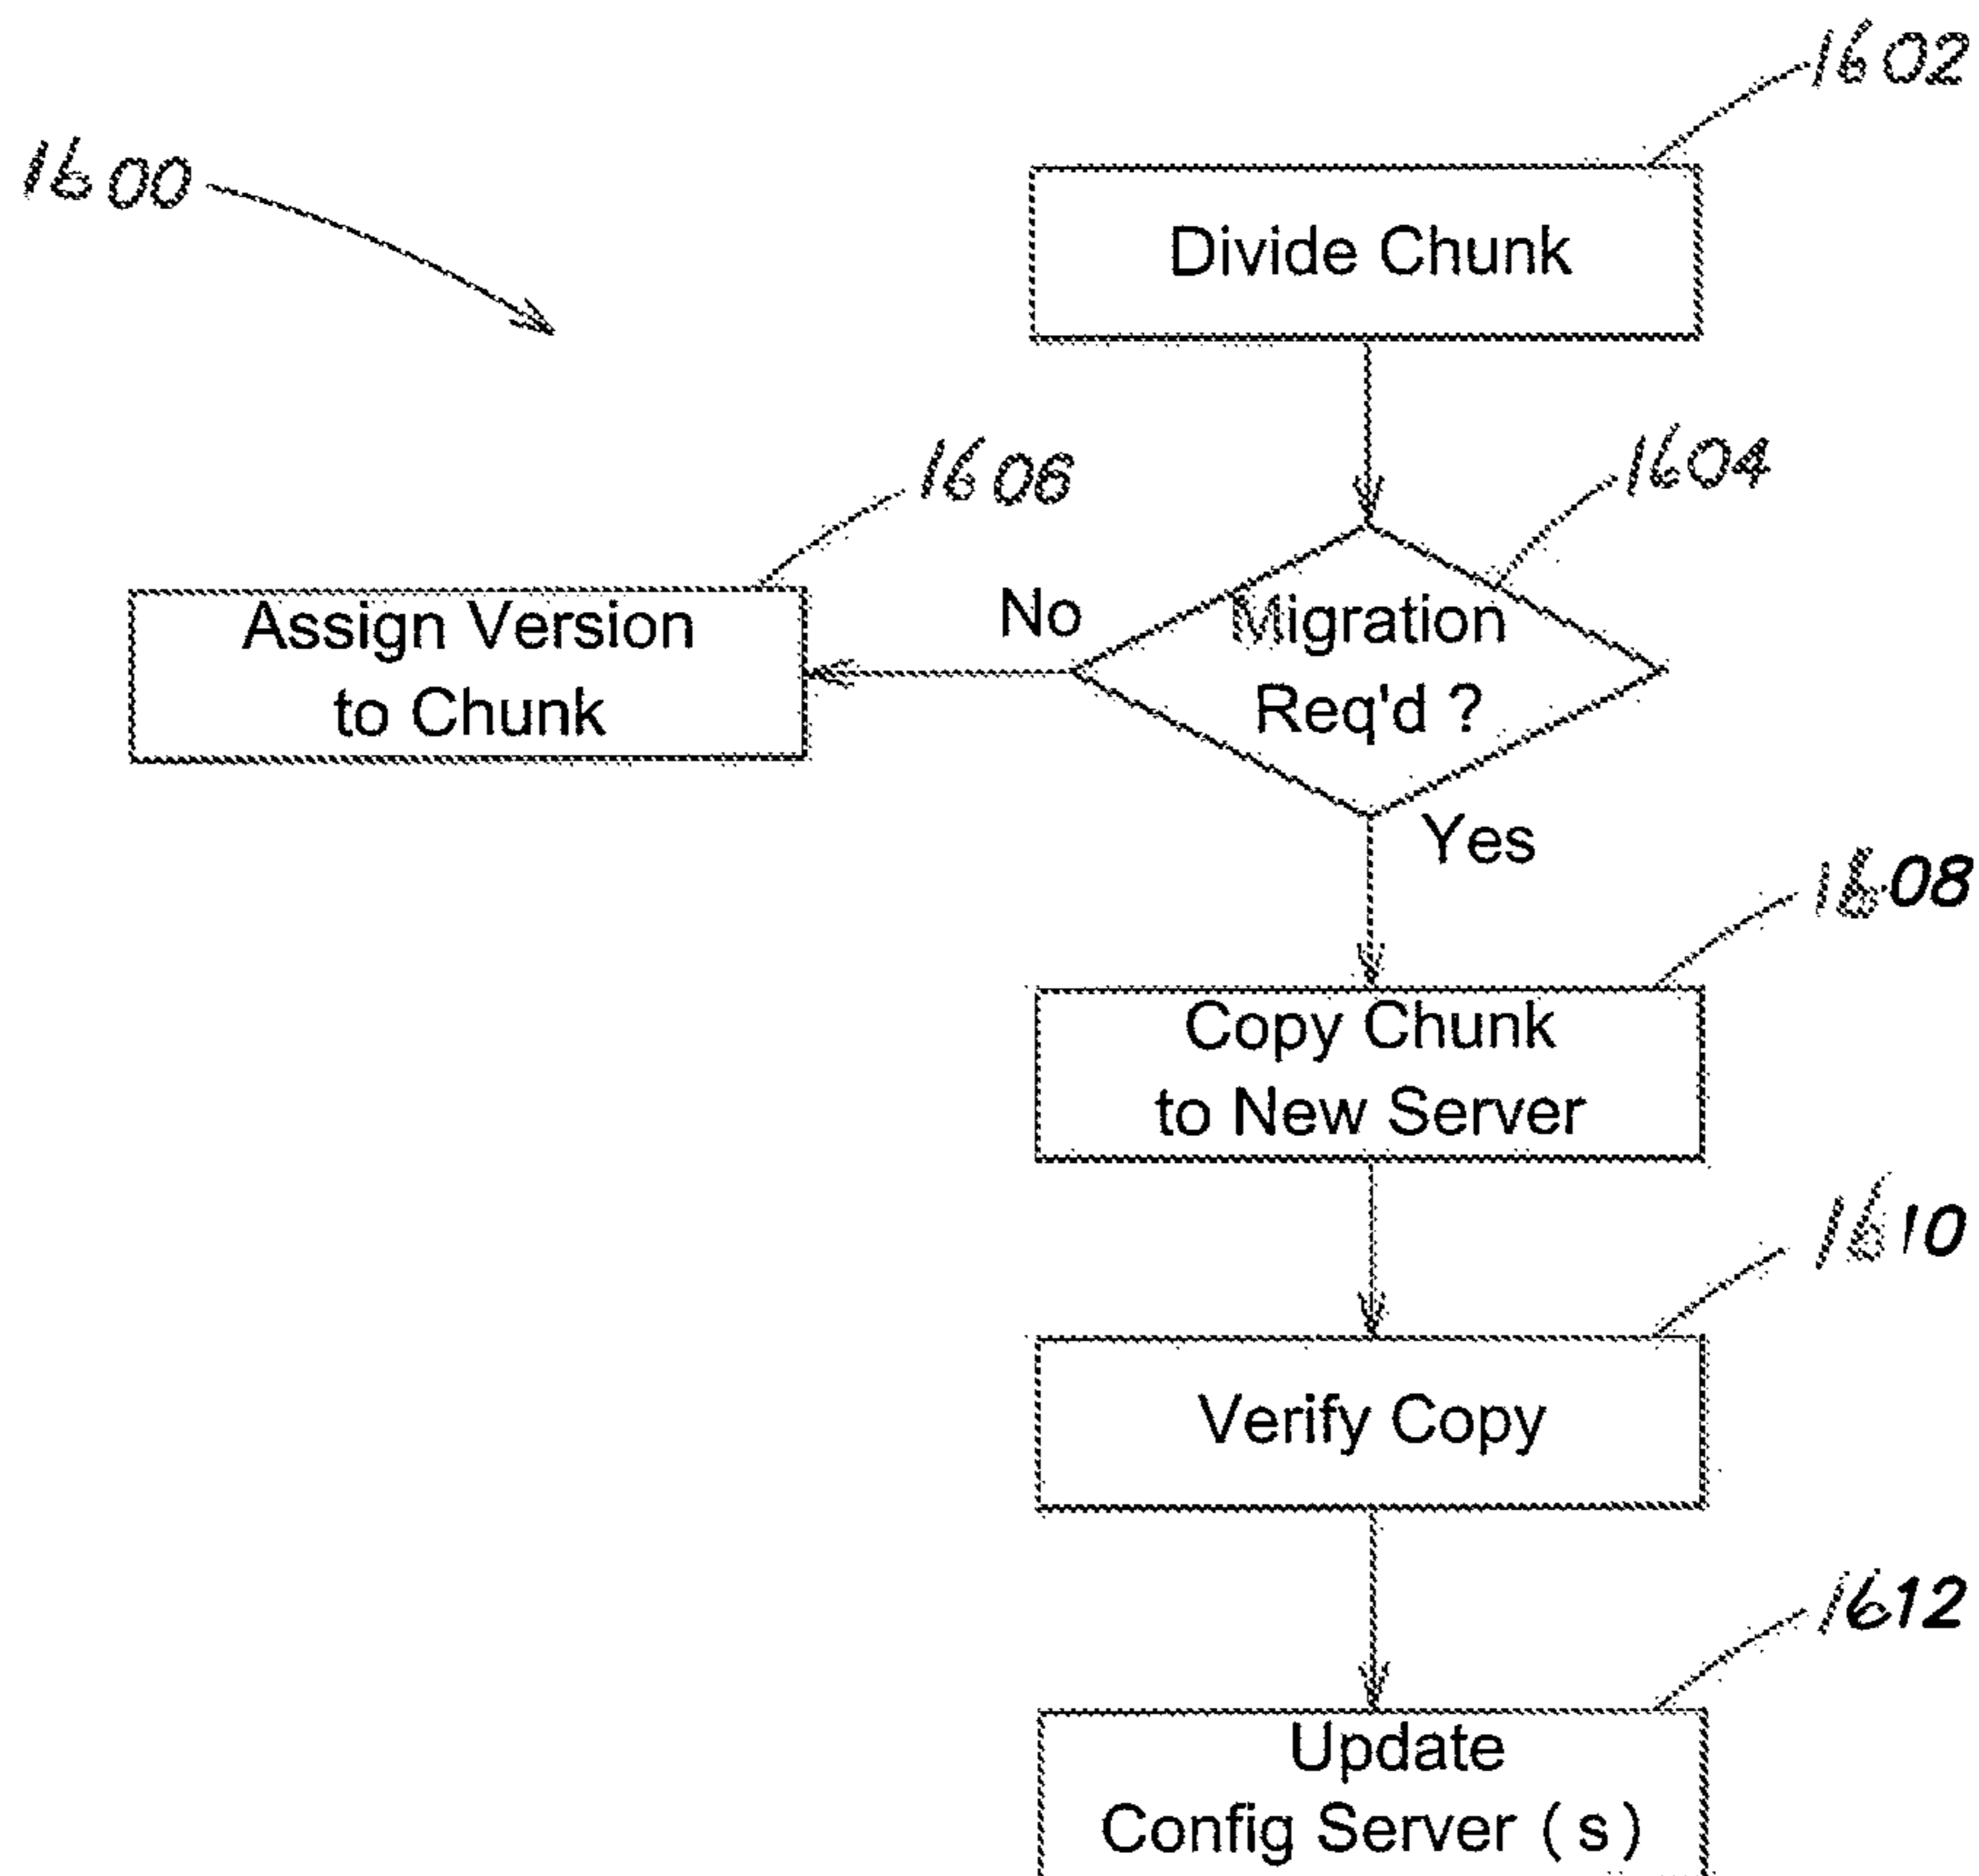 1602
1600
Divide Chunk
1606
1604
Assign Version
to Chunk
No
Migration
Req'd ?
Yes
1608
Copy Chunk
to New Server
1610
Verify Copy
1612
Update
Config Server ( s )